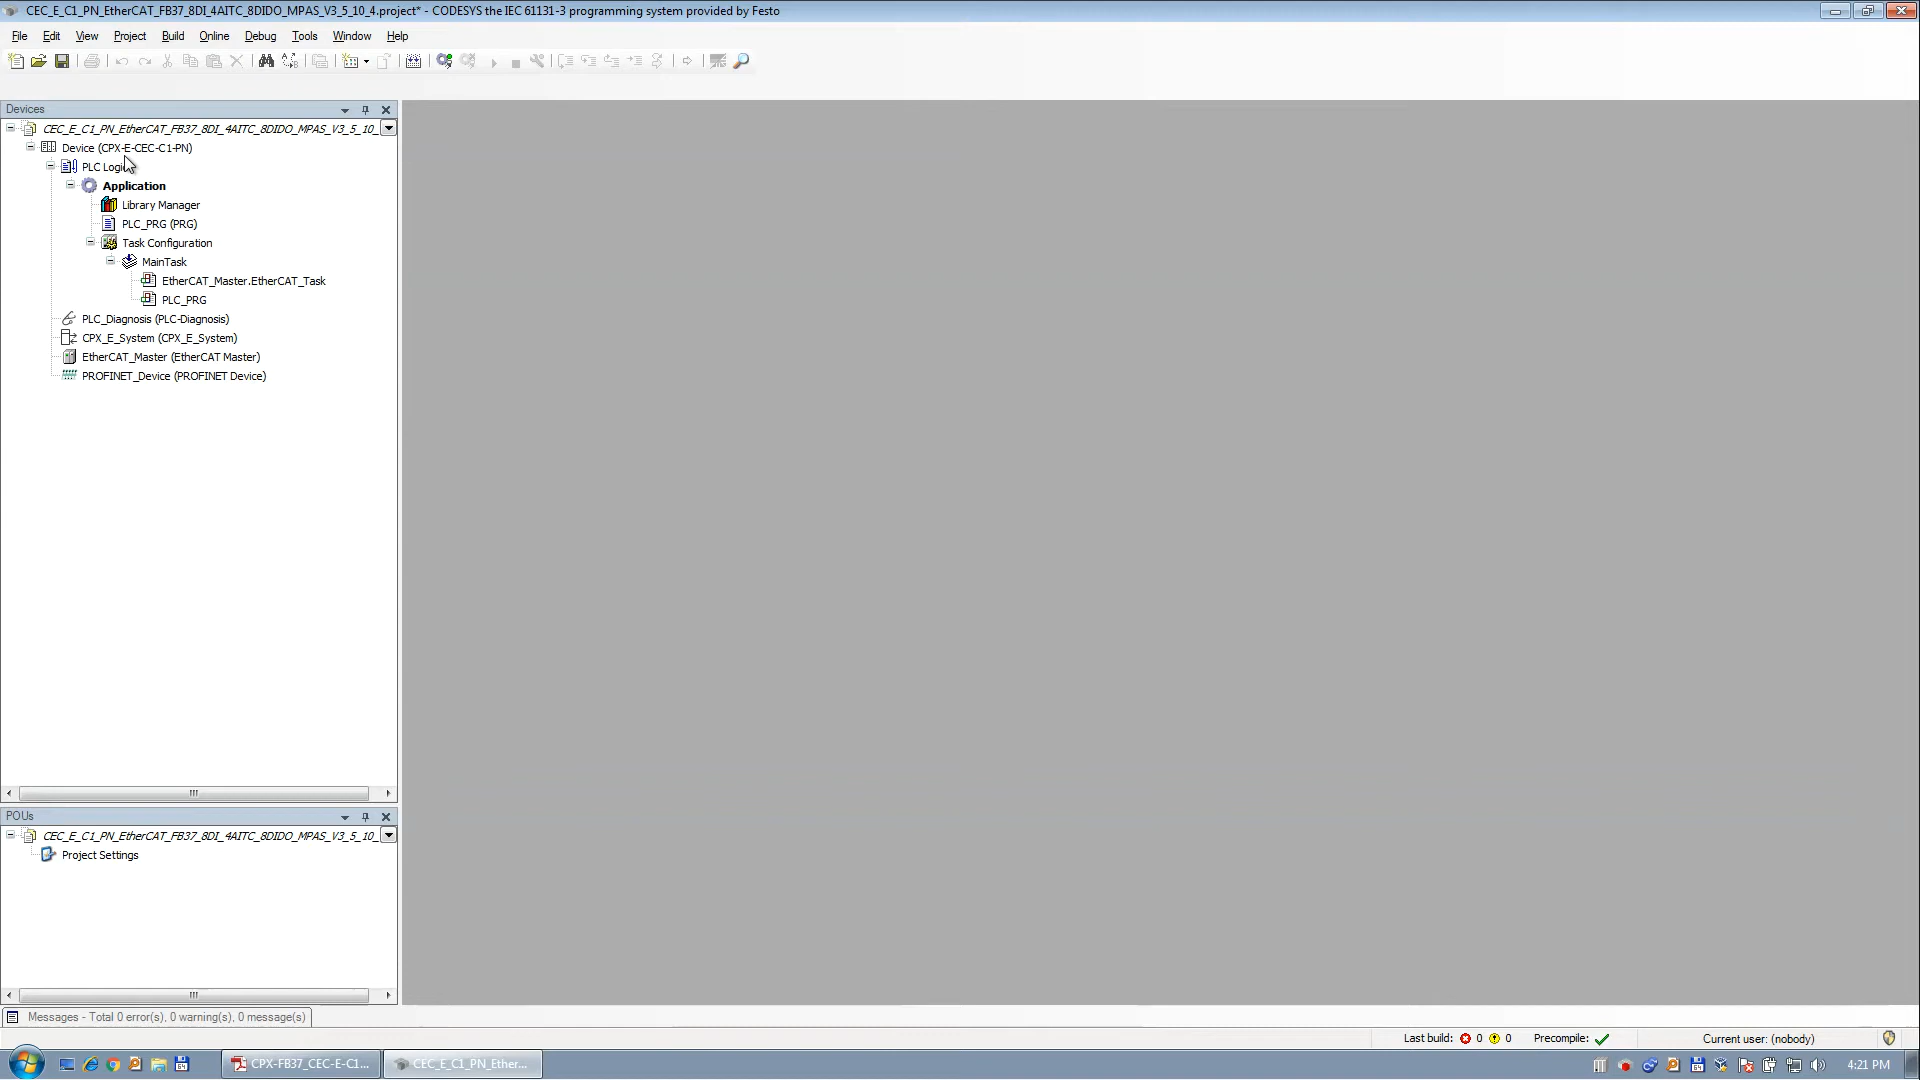 CEC_E_C1_PN_EtherCAT_FB37_8DI_4AITC_8DIDO_MPAS_V3_5_10_4.project* - CODESYS the IEC 61131-3 programming system provided by Festo
File Edit View Project Build Online Debug Tools Window Help
Devices
CEC_E_C1_PN_EtherCAT_FB37_8DI_4AITC_8DIDO_MPAS_V3_5_10_
Device (CPX-E-CEC-C1-PN)
PLC Logic
Application
Library Manager
PLC_PRG (PRG)
Task Configuration
MainTask
EtherCAT_Master.EtherCAT_Task
PLC_PRG
PLC_Diagnosis (PLC-Diagnosis)
CPX_E_System (CPX_E_System)
EtherCAT_Master (EtherCAT Master)
PROFINET_Device (PROFINET Device)
POUs
CEC_E_C1_PN_EtherCAT_FB37_8DI_4AITC_8DIDO_MPAS_V3_5_10_
Project Settings
Messages - Total 0 error(s), 0 warning(s), 0 message(s)
Last build: 0 0 Precompile: Current user: (nobody)
CPX-FB37_CEC-E-C1... CEC_E_C1_PN_Ether... 4:21 PM